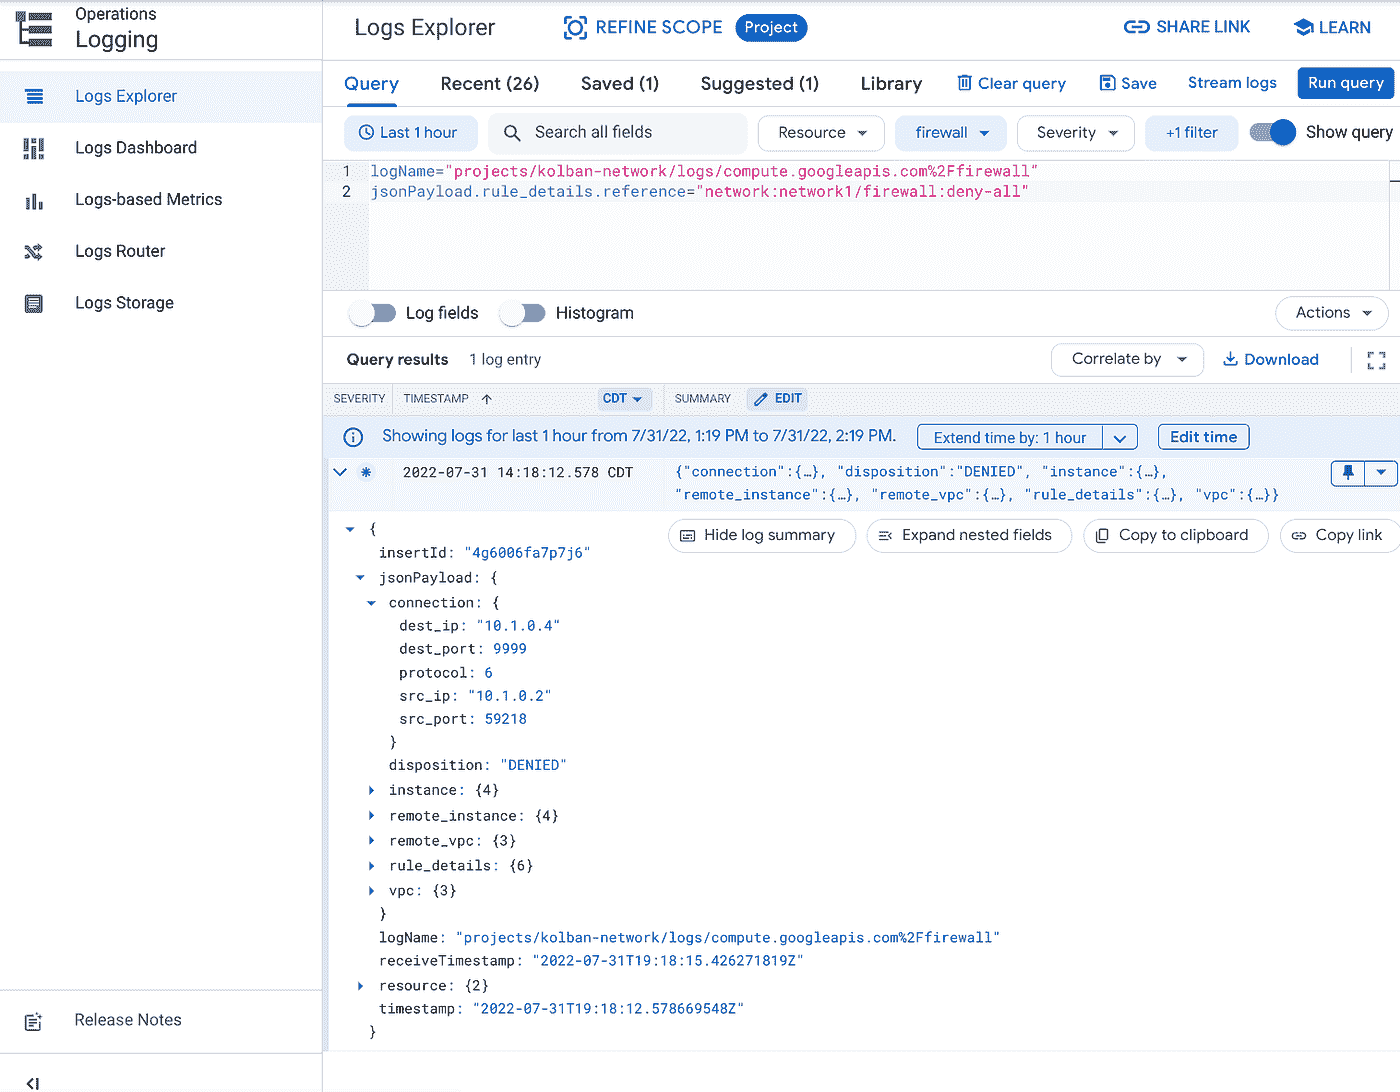 Operations
Logging
Logs Explorer
Logs Dashboard
Logs-based Metrics
Logs Router
Logs Storage
Release Notes
Logs Explorer
REFINE SCOPE
Project
SHARE LINK
LEARN
Query
Recent (26)
Saved (1)
Suggested (1)
Library
Clear query
Save
Stream logs
Run query
Last 1 hour
Search all fields
Resource
firewall
Severity
+1 filter
Show query
1 logName="projects/kolban-network/logs/compute.googleapis.com%2Ffirewall"
2 jsonPayload.rule_details.reference="network:network1/firewall:deny-all"
Log fields
Histogram
Actions
Query results
1 log entry
Correlate by
Download
SEVERITY
TIMESTAMP
CDT
SUMMARY
EDIT
Showing logs for last 1 hour from 7/31/22, 1:19 PM to 7/31/22, 2:19 PM.
Extend time by: 1 hour
Edit time
2022-07-31 14:18:12.578 CDT
{"connection":{…}, "disposition":"DENIED", "instance":{…},
"remote_instance":{…}, "remote_vpc":{…}, "rule_details":{…}, "vpc":{…}}
{
Hide log summary
Expand nested fields
Copy to clipboard
Copy link
insertId: "4g6006fa7p7j6"
jsonPayload: {
connection: {
dest_ip: "10.1.0.4"
dest_port: 9999
protocol: 6
src_ip: "10.1.0.2"
src_port: 59218
}
disposition: "DENIED"
instance: {4}
remote_instance: {4}
remote_vpc: {3}
rule_details: {6}
vpc: {3}
}
logName: "projects/kolban-network/logs/compute.googleapis.com%2Ffirewall"
receiveTimestamp: "2022-07-31T19:18:15.426271819Z"
resource: {2}
timestamp: "2022-07-31T19:18:12.578669548Z"
}